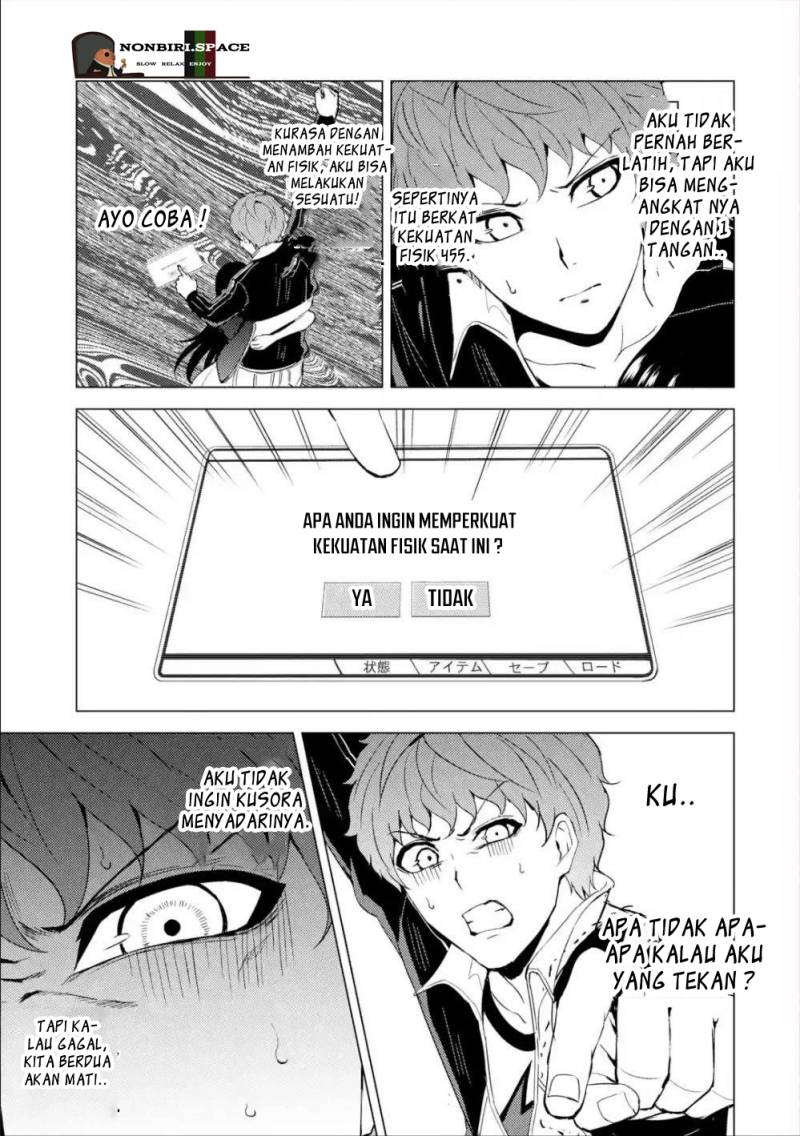 NONBIRI.SPACE
SLOW RELAX ENJOY
AKU TIDAK
PERNAH BER-
LATIH, TAPI AKU
BISA MENG-
ANGKAT NYA
DENGAN 1
TANGAN..
SEPERTINYA
ITU BERKAT
KEKUATAN
FISIK 455.
KURASA DENGAN
MENAMBAH KEKUAT-
AN FISIK, AKU BISA
MELAKUKAN
SESUATU!
AYO COBA !
APA ANDA INGIN MEMPERKUAT
KEKUATAN FISIK SAAT INI ?
YA TIDAK
状態 アイテム セーブ ロード
KU..
APA TIDAK APA-
APA KALAU AKU
YANG TEKAN ?
AKU TIDAK
INGIN KUSORA
MENYADARINYA.
TAPI KA-
LAU GAGAL,
KITA BERDUA
AKAN MATI..